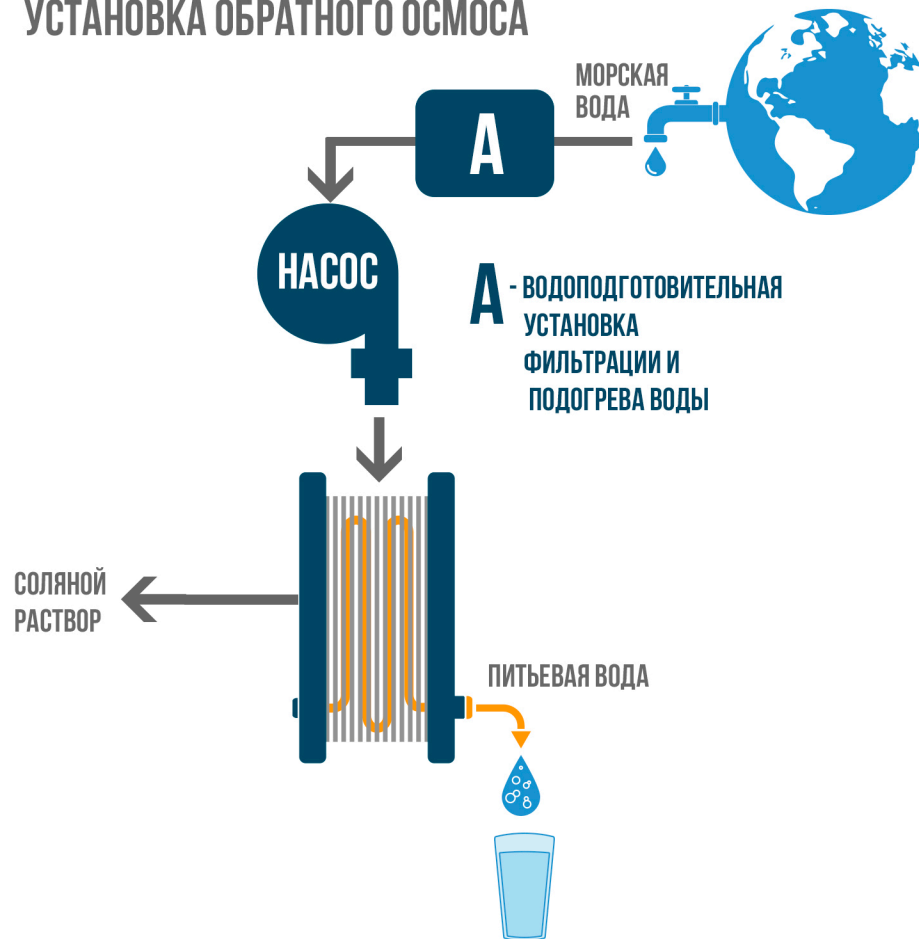 УСТАНОВКА ОБРАТНОГО ОСМОСА
МОРСКАЯ
ВОДА
А
НАСОС
А - ВОДОПОДГОТОВИТЕЛЬНАЯ
УСТАНОВКА
ФИЛЬТРАЦИИ И
ПОДОГРЕВА ВОДЫ
СОЛЯНОЙ
РАСТВОР
ПИТЬЕВАЯ ВОДА